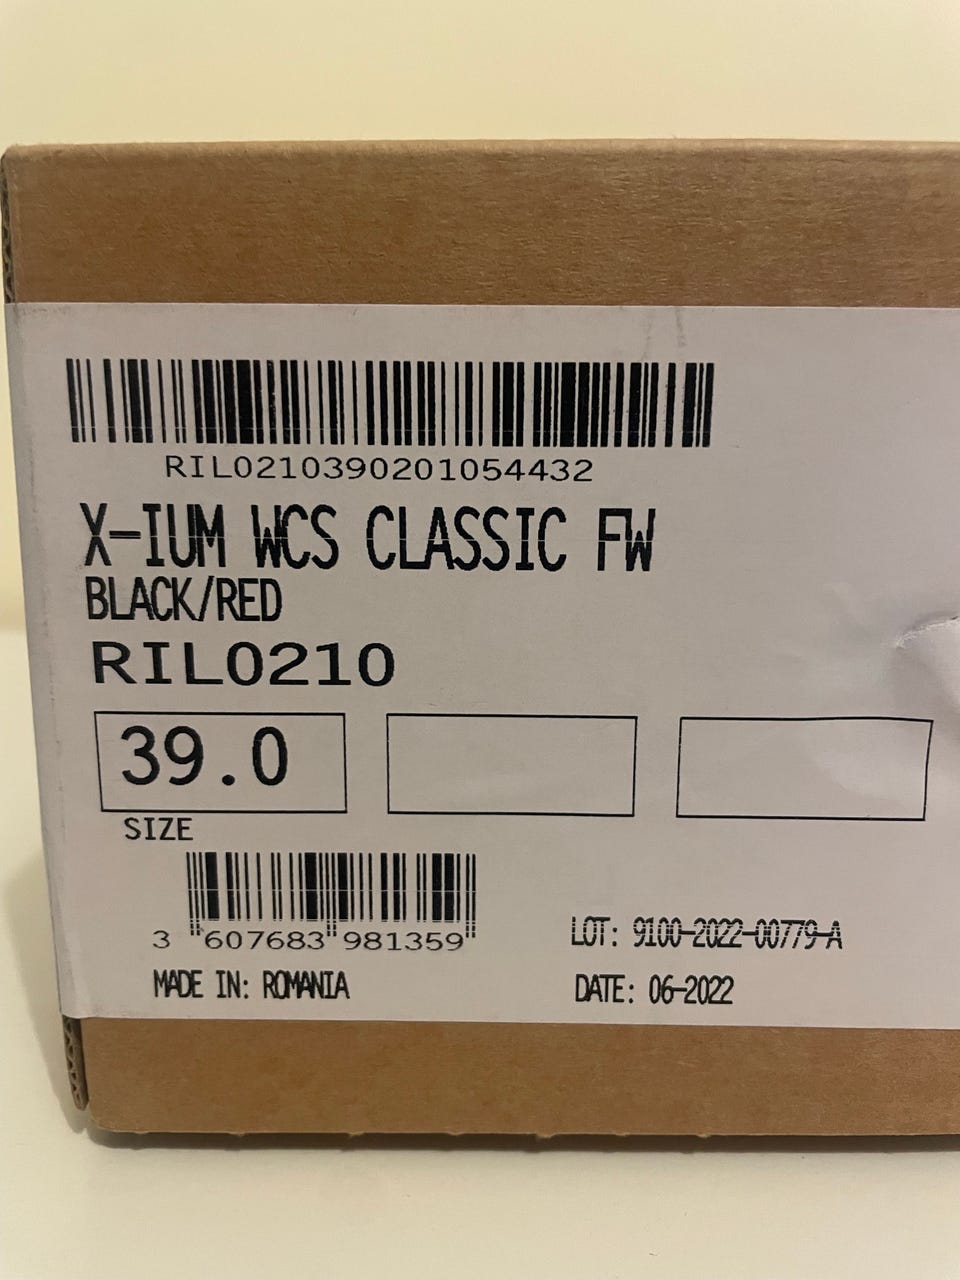 RIL0210390201054432
X-IUM WCS CLASSIC FW
BLACK/RED
RIL0210
39.0
SIZE
3 607683 981359
LOT: 9100-2022-00779-A
MADE IN: ROMANIA
DATE: 06-2022